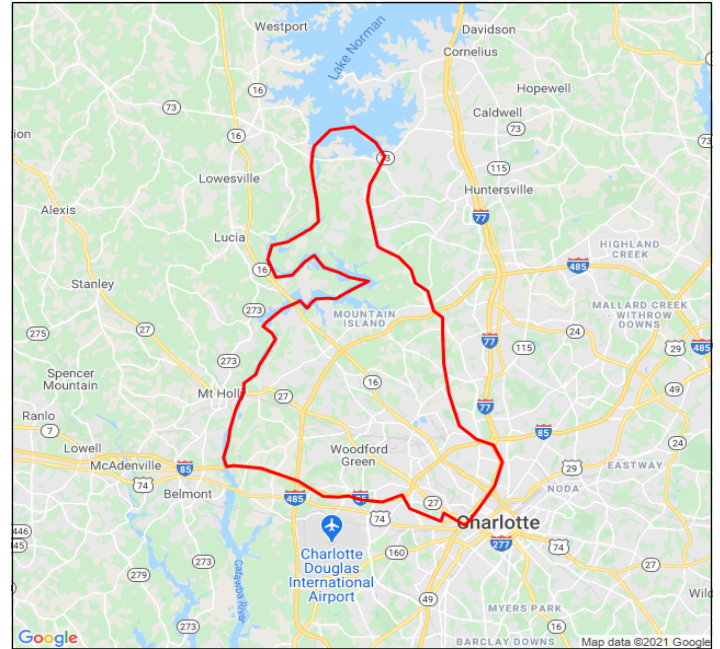 Westport
Davidson
Cornelius
Lake Norman
16
Hopewell
73
Caldwell
73
73
16
73
115
Lowesville
Huntersville
Alexis
77
Lucia
HIGHLAND
CREEK
485
16
Stanley
273
MOUNTAIN
ISLAND
MALLARD CREEK
- WITHROW
DOWNS
275
27
24
77
115
29
485
273
Spencer
Mountain
16
49
Mt Holly
27
77
Ranlo
7
85
24
Lowell
Woodford
Green
McAdenville
85
29
EASTWAY
74
Belmont
485
85
27
NODA
74
Charlotte
446
45
160
277
74
Charlotte
Douglas
International
Airport
279
Catawba River
27
49
MYERS PARK
273
BARCLAY DOWNS
Google
Map data ©2021 Google